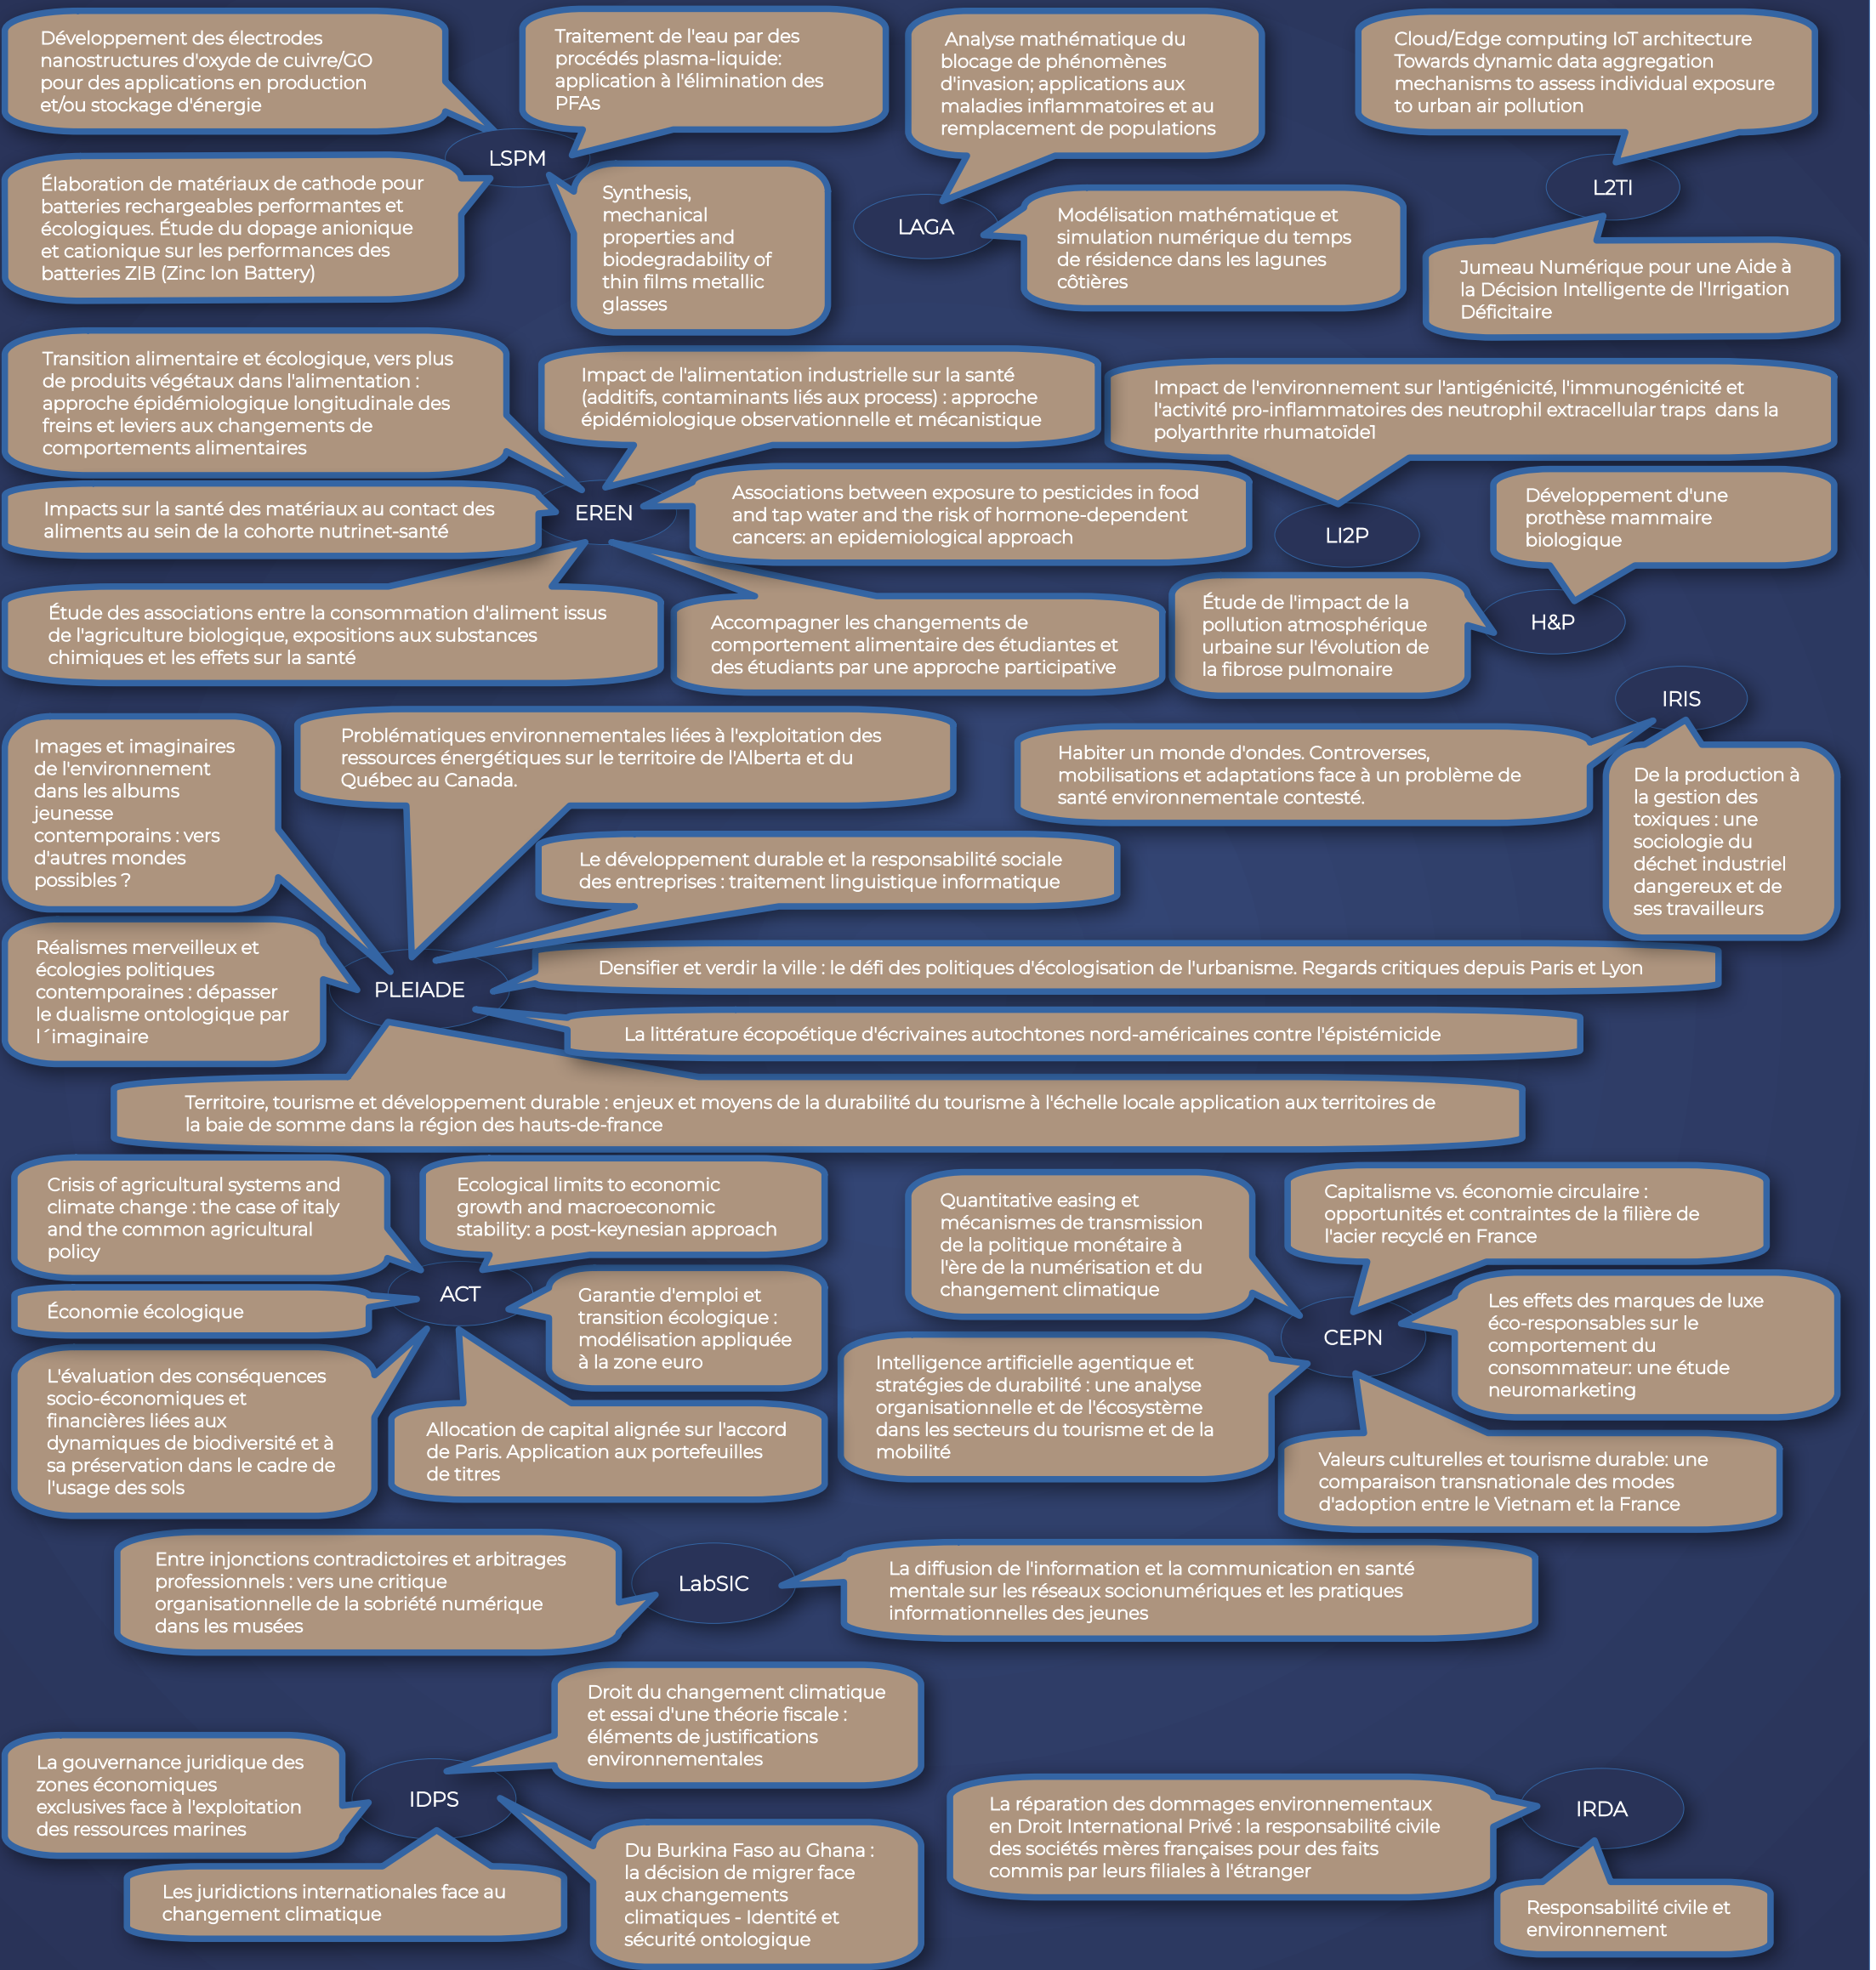 Développement des électrodes
nanostructures d'oxyde de cuivre/GO
pour des applications en production
et/ou stockage d'énergie
Traitement de l'eau par des
procédés plasma-liquide:
application à l'élimination des
PFAs
LSPM
Élaboration de matériaux de cathode pour
batteries rechargeables performantes et
écologiques. Étude du dopage anionique
et cationique sur les performances des
batteries ZIB (Zinc Ion Battery)
Synthesis,
mechanical
properties and
biodegradability of
thin films metallic
glasses
Analyse mathématique du
blocage de phénomènes
d'invasion; applications aux
maladies inflammatoires et au
remplacement de populations
LAGA
Modélisation mathématique et
simulation numérique du temps
de résidence dans les lagunes
côtières
Cloud/Edge computing IoT architecture
Towards dynamic data aggregation
mechanisms to assess individual exposure
to urban air pollution
L2TI
Jumeau Numérique pour une Aide à
la Décision Intelligente de l'Irrigation
Déficitaire
Transition alimentaire et écologique, vers plus
de produits végétaux dans l'alimentation :
approche épidémiologique longitudinale des
freins et leviers aux changements de
comportements alimentaires
Impact de l'alimentation industrielle sur la santé
(additifs, contaminants liés aux process) : approche
épidémiologique observationnelle et mécanistique
Impacts sur la santé des matériaux au contact des
aliments au sein de la cohorte nutrinet-santé
EREN
Associations between exposure to pesticides in food
and tap water and the risk of hormone-dependent
cancers: an epidemiological approach
Étude des associations entre la consommation d'aliment issus
de l'agriculture biologique, expositions aux substances
chimiques et les effets sur la santé
Accompagner les changements de
comportement alimentaire des étudiantes et
des étudiants par une approche participative
Impact de l'environnement sur l'antigénicité, l'immunogénicité et
l'activité pro-inflammatoires des neutrophil extracellular traps  dans la
polyarthrite rhumatoïde1
LI2P
Développement d'une
prothèse mammaire
biologique
Étude de l'impact de la
pollution atmosphérique
urbaine sur l'évolution de
la fibrose pulmonaire
H&P
IRIS
Habiter un monde d'ondes. Controverses,
mobilisations et adaptations face à un problème de
santé environnementale contesté.
De la production à
la gestion des
toxiques : une
sociologie du
déchet industriel
dangereux et de
ses travailleurs
Images et imaginaires
de l'environnement
dans les albums
jeunesse
contemporains : vers
d'autres mondes
possibles ?
Problématiques environnementales liées à l'exploitation des
ressources énergétiques sur le territoire de l'Alberta et du
Québec au Canada.
Le développement durable et la responsabilité sociale
des entreprises : traitement linguistique informatique
Réalismes merveilleux et
écologies politiques
contemporaines : dépasser
le dualisme ontologique par
l´imaginaire
PLEIADE
Densifier et verdir la ville : le défi des politiques d'écologisation de l'urbanisme. Regards critiques depuis Paris et Lyon
La littérature écopoétique d'écrivaines autochtones nord-américaines contre l'épistémicide
Territoire, tourisme et développement durable : enjeux et moyens de la durabilité du tourisme à l'échelle locale application aux territoires de
la baie de somme dans la région des hauts-de-france
Crisis of agricultural systems and
climate change : the case of italy
and the common agricultural
policy
Ecological limits to economic
growth and macroeconomic
stability: a post-keynesian approach
ACT
Économie écologique
Garantie d'emploi et
transition écologique :
modélisation appliquée
à la zone euro
L'évaluation des conséquences
socio-économiques et
financières liées aux
dynamiques de biodiversité et à
sa préservation dans le cadre de
l'usage des sols
Allocation de capital alignée sur l'accord
de Paris. Application aux portefeuilles
de titres
Quantitative easing et
mécanismes de transmission
de la politique monétaire à
l'ère de la numérisation et du
changement climatique
Capitalisme vs. économie circulaire :
opportunités et contraintes de la filière de
l'acier recyclé en France
CEPN
Les effets des marques de luxe
éco-responsables sur le
comportement du
consommateur: une étude
neuromarketing
Intelligence artificielle agentique et
stratégies de durabilité : une analyse
organisationnelle et de l'écosystème
dans les secteurs du tourisme et de la
mobilité
Valeurs culturelles et tourisme durable: une
comparaison transnationale des modes
d'adoption entre le Vietnam et la France
Entre injonctions contradictoires et arbitrages
professionnels : vers une critique
organisationnelle de la sobriété numérique
dans les musées
LabSIC
La diffusion de l'information et la communication en santé
mentale sur les réseaux socionumériques et les pratiques
informationnelles des jeunes
Droit du changement climatique
et essai d'une théorie fiscale :
éléments de justifications
environnementales
La gouvernance juridique des
zones économiques
exclusives face à l'exploitation
des ressources marines
IDPS
Les juridictions internationales face au
changement climatique
Du Burkina Faso au Ghana :
la décision de migrer face
aux changements
climatiques - Identité et
sécurité ontologique
La réparation des dommages environnementaux
en Droit International Privé : la responsabilité civile
des sociétés mères françaises pour des faits
commis par leurs filiales à l'étranger
IRDA
Responsabilité civile et
environnement